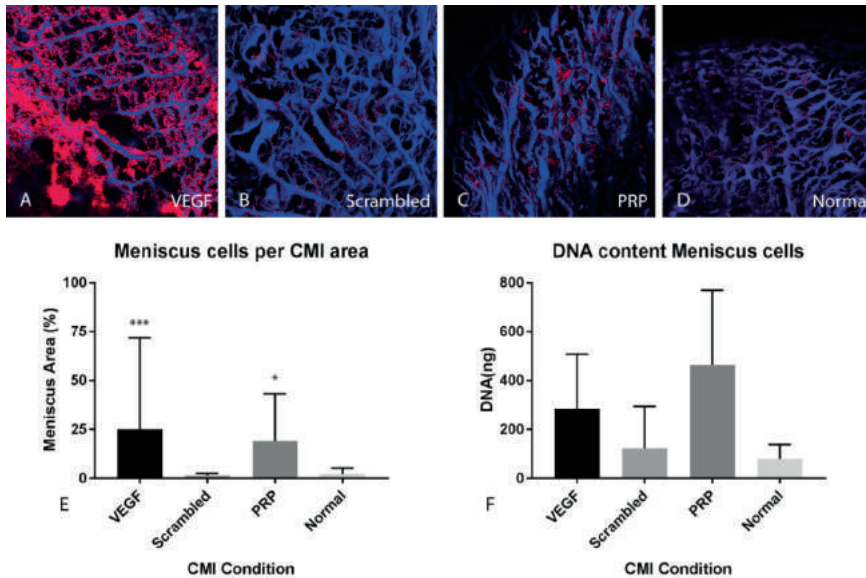 A
VEGF
B
Scrambled
C
PRP
D
Normal
Meniscus cells per CMI area
Meniscus Area (%)
100
75
50
25
0
***
*
VEGF
Scrambled
PRP
Normal
E
CMI Condition
DNA content Meniscus cells
DNA(ng)
800
600
400
200
0
VEGF
Scrambled
PRP
Normal
F
CMI Condition